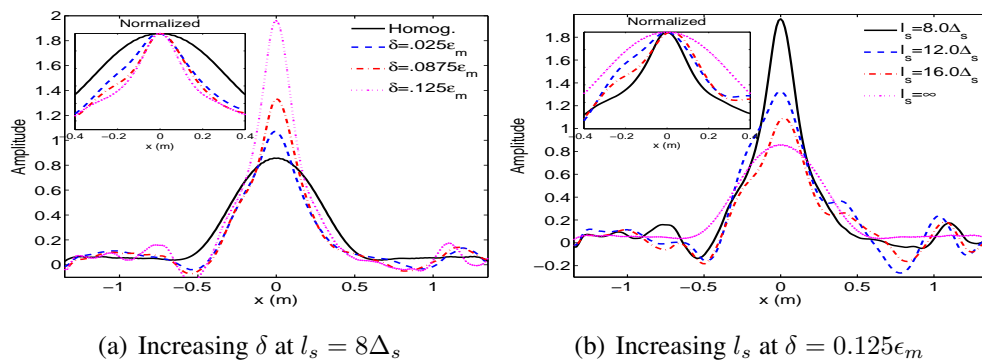 Normalized
−0.4 −0.2 0 0.2 0.4
x (m)
Homog.
δ=.025ε_m
δ=.0875ε_m
δ=.125ε_m
2
1.8
1.6
1.4
1.2
1
0.8
0.6
0.4
0.2
0
Amplitude
−1 −0.5 0 0.5 1
x (m)
(a) Increasing δ at l_s = 8Δ_s
Normalized
−0.4 −0.2 0 0.2 0.4
x (m)
l_s=8.0Δ_s
l_s=12.0Δ_s
l_s=16.0Δ_s
l_s=∞
1.8
1.6
1.4
1.2
1
0.8
0.6
0.4
0.2
0
−0.2
Amplitude
−1 −0.5 0 0.5 1
x (m)
(b) Increasing l_s at δ = 0.125ϵ_m